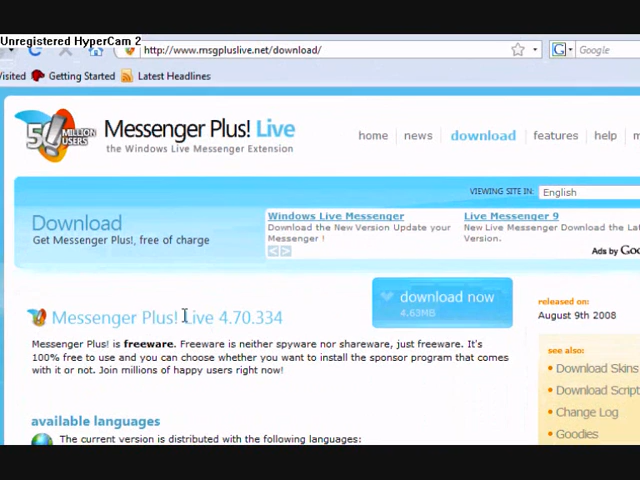 Unregistered HyperCam 2
http://www.msgpluslive.net/download/
Google
Visited Getting Started Latest Headlines
50 MILLION USERS
Messenger Plus! Live
the Windows Live Messenger Extension
home news download features help
VIEWING SITE IN: English
Download
Get Messenger Plus!, free of charge
Windows Live Messenger
Download the New Version Update your
Messenger !
Live Messenger 9
New Live Messenger Download the Lat
Version.
Ads by Goo
Messenger Plus! Live 4.70.334
download now
4.63MB
Messenger Plus! is freeware. Freeware is neither spyware nor shareware, just freeware. It's
100% free to use and you can choose whether you want to install the sponsor program that comes
with it or not. Join millions of happy users right now!
available languages
The current version is distributed with the following languages:
released on:
August 9th 2008
see also:
Download Skins
Download Script
Change Log
Goodies